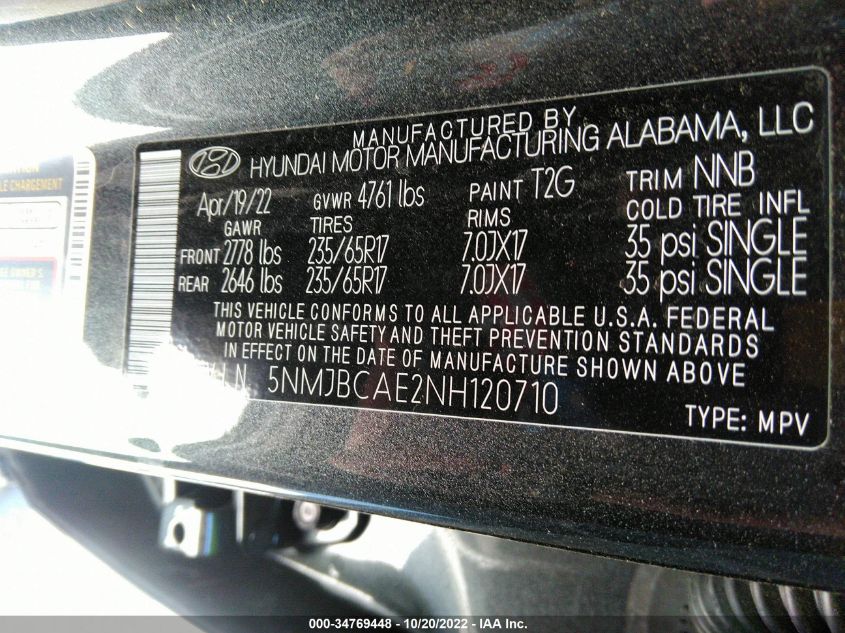 MANUFACTURED BY
HYUNDAI MOTOR MANUFACTURING ALABAMA, LLC
Apr/19/22 GVWR 4761 lbs PAINT T2G TRIM NNB
GAWR TIRES RIMS COLD TIRE INFL
FRONT 2778 lbs 235/65R17 7.0JX17 35 psi SINGLE
REAR 2646 lbs 235/65R17 7.0JX17 35 psi SINGLE
THIS VEHICLE CONFORMS TO ALL APPLICABLE U.S.A. FEDERAL
MOTOR VEHICLE SAFETY AND THEFT PREVENTION STANDARDS
IN EFFECT ON THE DATE OF MANUFACTURE SHOWN ABOVE
V.I.N. 5NMJBCAE2NH120710
TYPE: MPV
CHARGEMENT
000-34769448 - 10/20/2022 - IAA Inc.